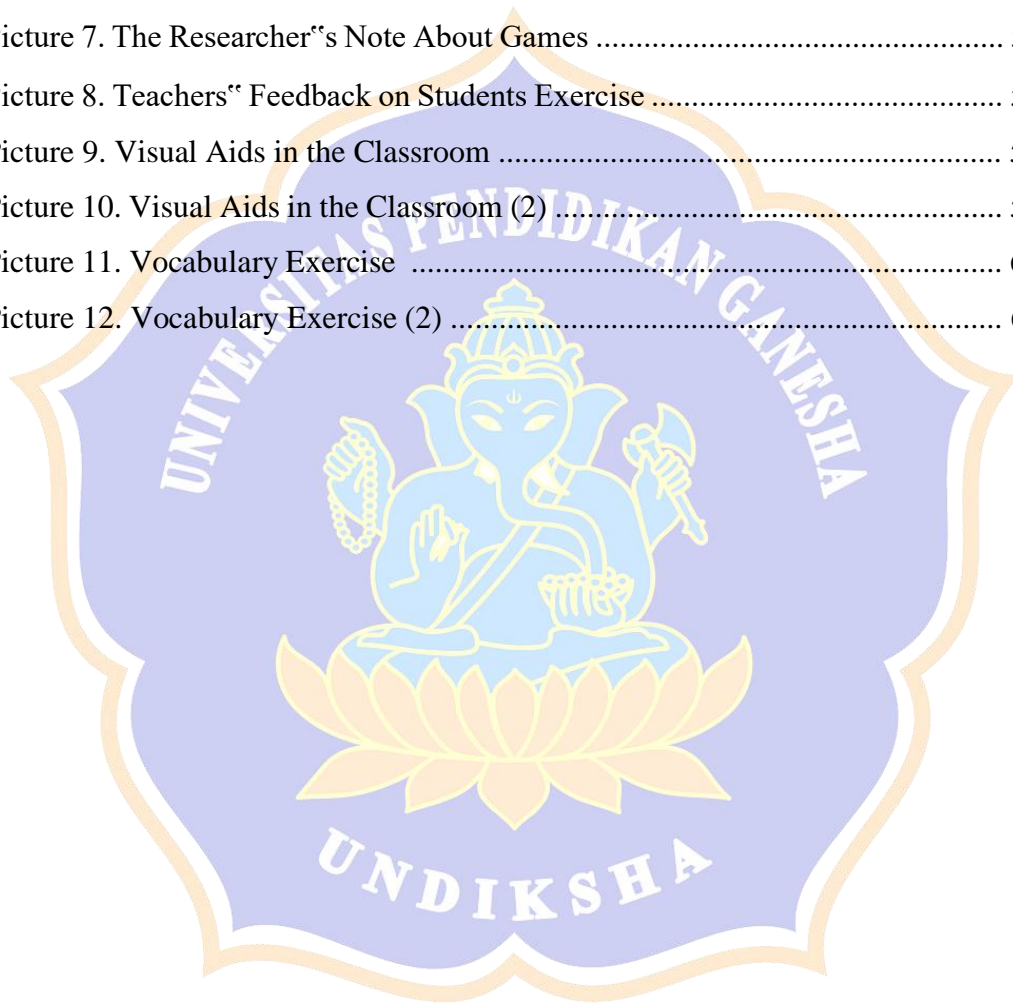 icture 7. The Researcher‟s Note About Games ....................................................
icture 8. Teachers‟ Feedback on Students Exercise .............................................
icture 9. Visual Aids in the Classroom ................................................................
icture 10. Visual Aids in the Classroom (2) .........................................................
icture 11. Vocabulary Exercise ...........................................................................
icture 12. Vocabulary Exercise (2) ......................................................................
UNIVERSITAS PENDIDIKAN GANESHA
UNDIKSHA